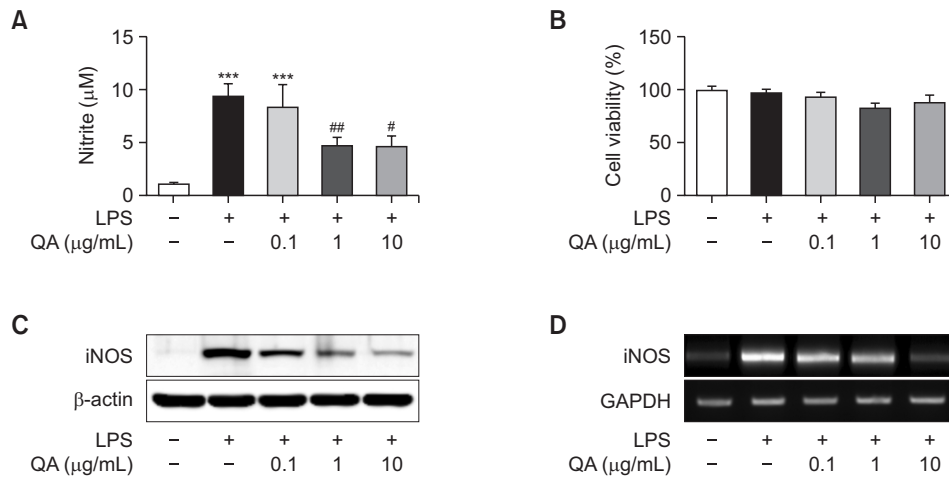 A
Nitrite (μM)
15
10
5
0
***
***
##
#
LPS − + + + +
QA (μg/mL) − − 0.1 1 10
B
Cell viability (%)
150
100
50
0
LPS − + + + +
QA (μg/mL) − − 0.1 1 10
C
iNOS
β-actin
LPS − + + + +
QA (μg/mL) − − 0.1 1 10
D
iNOS
GAPDH
LPS − + + + +
QA (μg/mL) − − 0.1 1 10